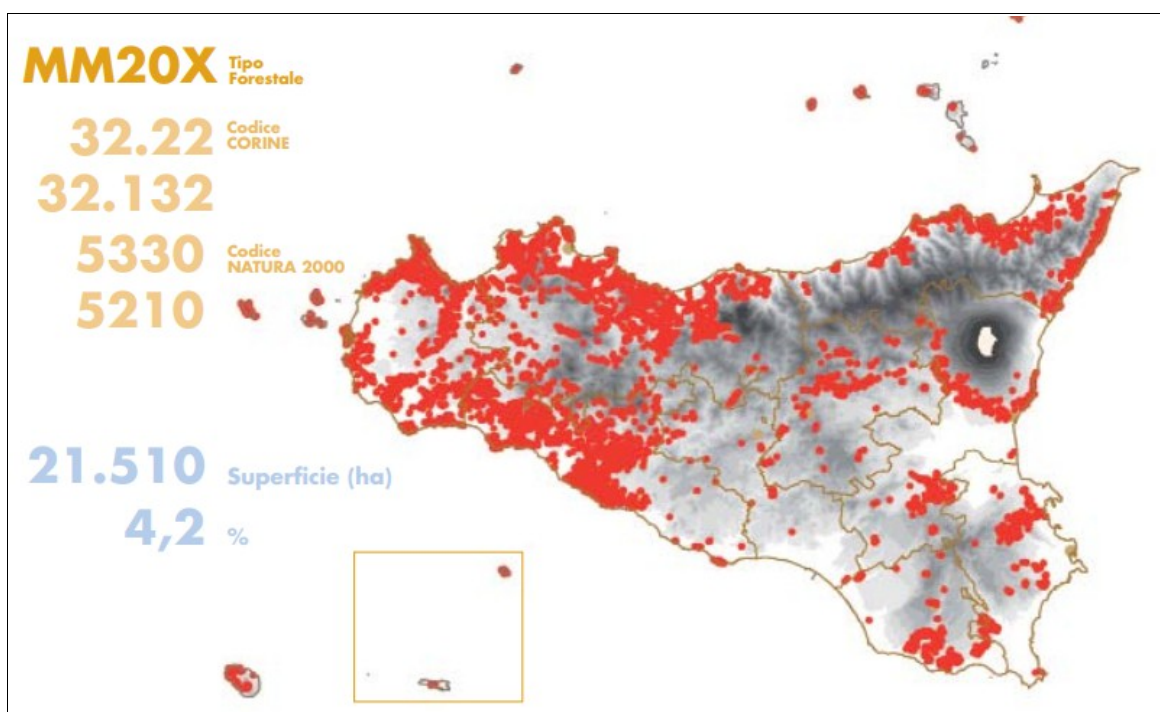 MM20X Tipo
Forestale
32.22 Codice
CORINE
32.132
5330 Codice
NATURA 2000
5210
21.510 Superficie (ha)
4,2 %